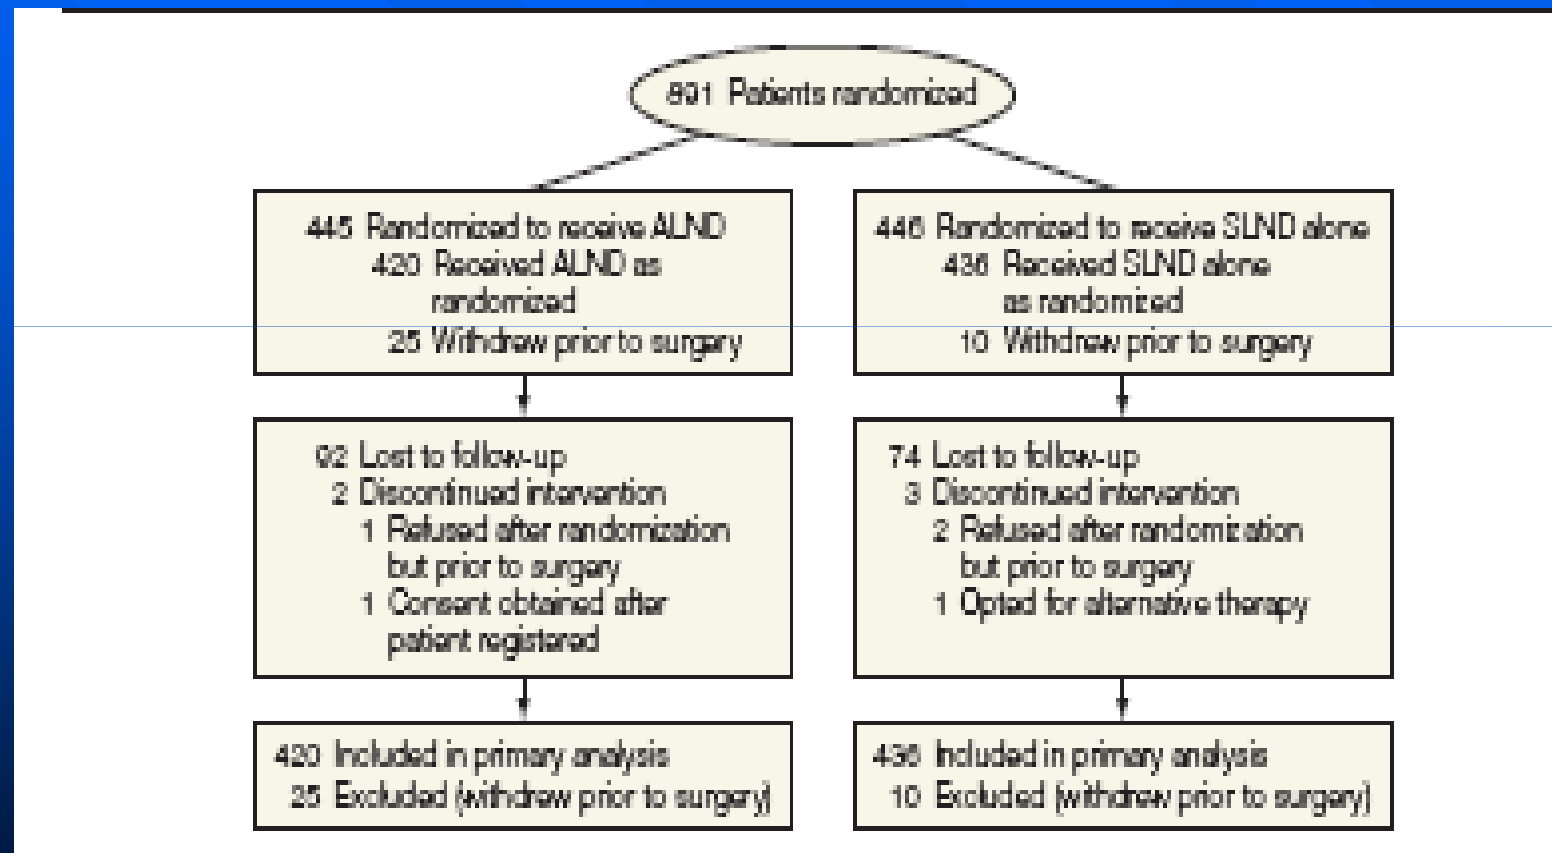 891 Patients randomized
445 Randomized to receive ALND
420 Received ALND as
randomized
25 Withdrew prior to surgery
92 Lost to follow-up
2 Discontinued intervention
1 Refused after randomization
but prior to surgery
1 Consent obtained after
patient registered
420 Included in primary analysis
25 Excluded (withdrew prior to surgery)
446 Randomized to receive SLND alone
436 Received SLND alone
as randomized
10 Withdrew prior to surgery
74 Lost to follow-up
3 Discontinued intervention
2 Refused after randomization
but prior to surgery
1 Opted for alternative therapy
436 Included in primary analysis
10 Excluded (withdrew prior to surgery)